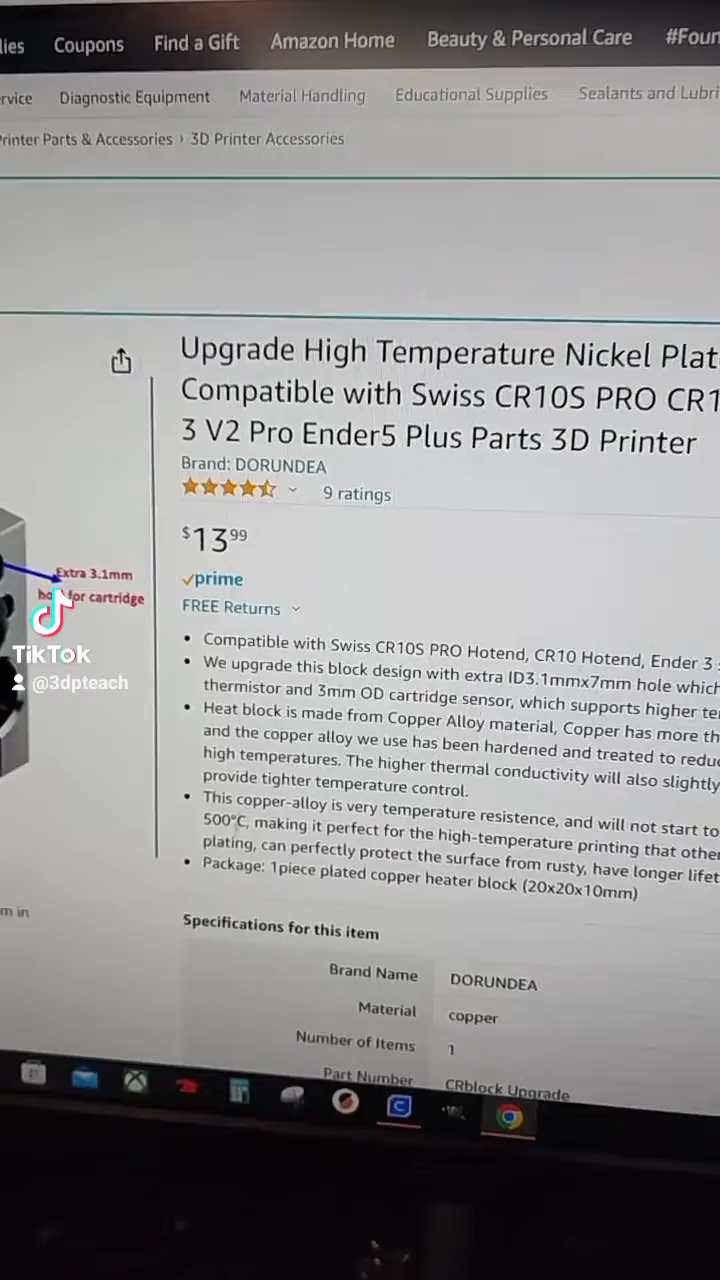 lies Coupons Find a Gift Amazon Home Beauty & Personal Care #Foun
rvice Diagnostic Equipment Material Handling Educational Supplies Sealants and Lubri
Printer Parts & Accessories › 3D Printer Accessories
Upgrade High Temperature Nickel Plat
Compatible with Swiss CR10S PRO CR1
3 V2 Pro Ender5 Plus Parts 3D Printer
Brand: DORUNDEA
9 ratings
$13.99
prime
FREE Returns
Extra 3.1mm
for cartridge
TikTok
@3dpteach
• Compatible with Swiss CR10S PRO Hotend, CR10 Hotend, Ender 3
• We upgrade this block design with extra ID3.1mmx7mm hole which
thermistor and 3mm OD cartridge sensor, which supports higher te
• Heat block is made from Copper Alloy material, Copper has more th
and the copper alloy we use has been hardened and treated to redu
high temperatures. The higher thermal conductivity will also slightly
provide tighter temperature control.
• This copper-alloy is very temperature resistence, and will not start to
500°C, making it perfect for the high-temperature printing that othe
plating, can perfectly protect the surface from rusty, have longer lifet
• Package: 1piece plated copper heater block (20x20x10mm)
m in
Specifications for this item
Brand Name DORUNDEA
Material copper
Number of Items 1
Part Number CRblock Upgrade